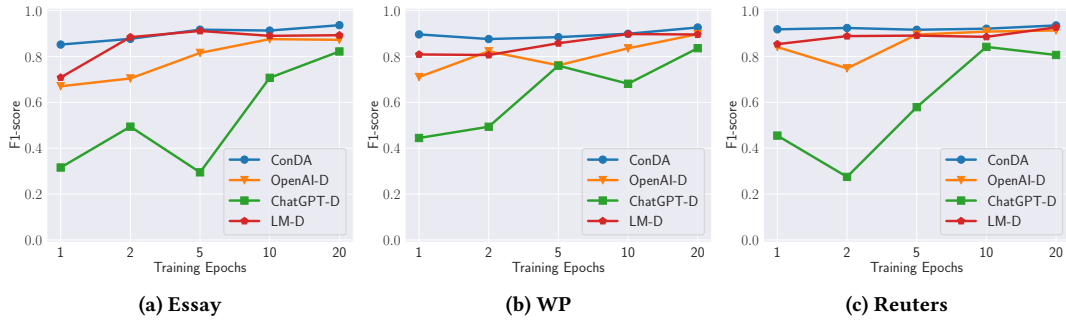 1.0
0.8
0.6
0.4
0.2
0.0
F1-score
ConDA
OpenAI-D
ChatGPT-D
LM-D
1 2 5 10 20
Training Epochs
(a) Essay
1.0
0.8
0.6
0.4
0.2
0.0
F1-score
ConDA
OpenAI-D
ChatGPT-D
LM-D
1 2 5 10 20
Training Epochs
(b) WP
1.0
0.8
0.6
0.4
0.2
0.0
F1-score
ConDA
OpenAI-D
ChatGPT-D
LM-D
1 2 5 10 20
Training Epochs
(c) Reuters